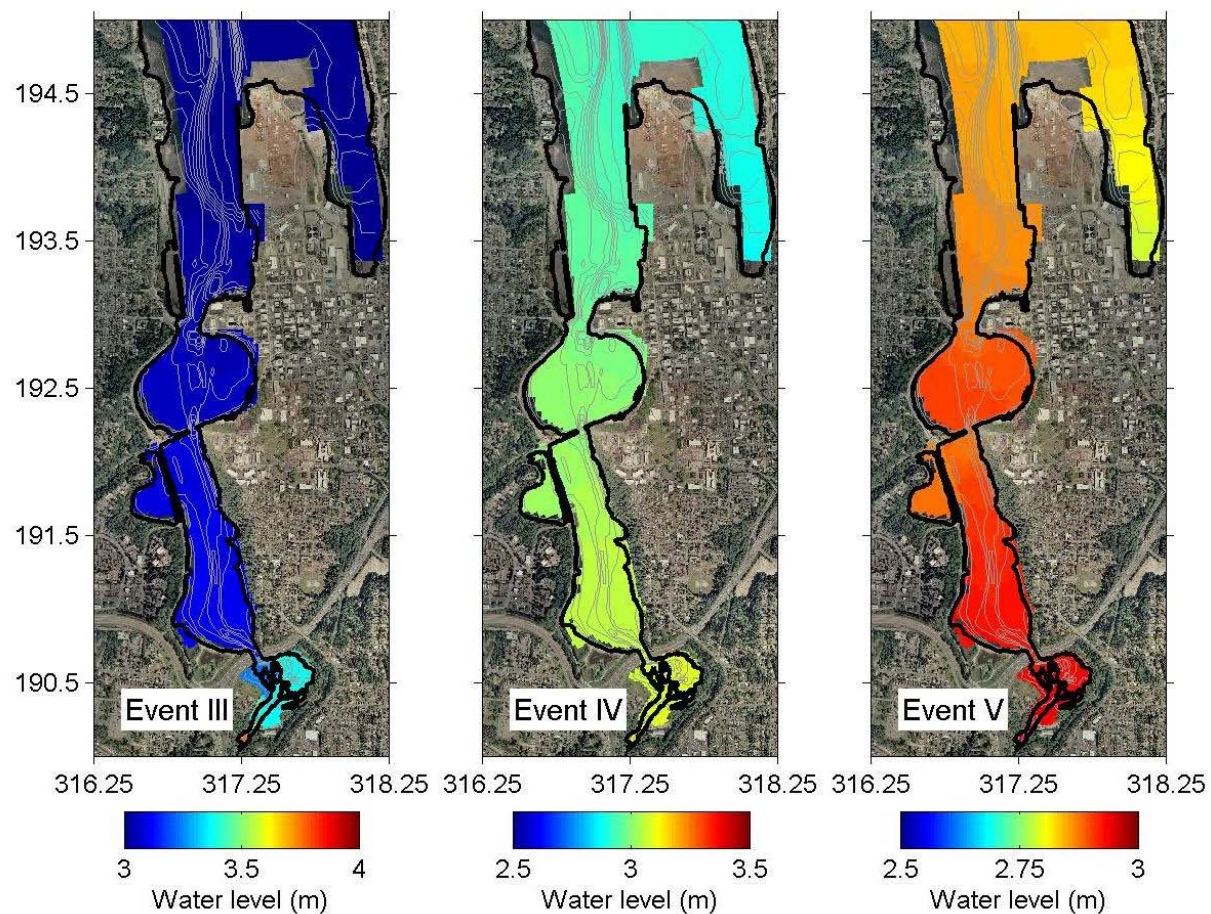 194.5
193.5
192.5
191.5
190.5
Event III
Event IV
Event V
316.25 317.25 318.25
316.25 317.25 318.25
316.25 317.25 318.25
3 3.5 4
Water level (m)
2.5 3 3.5
Water level (m)
2.5 2.75 3
Water level (m)